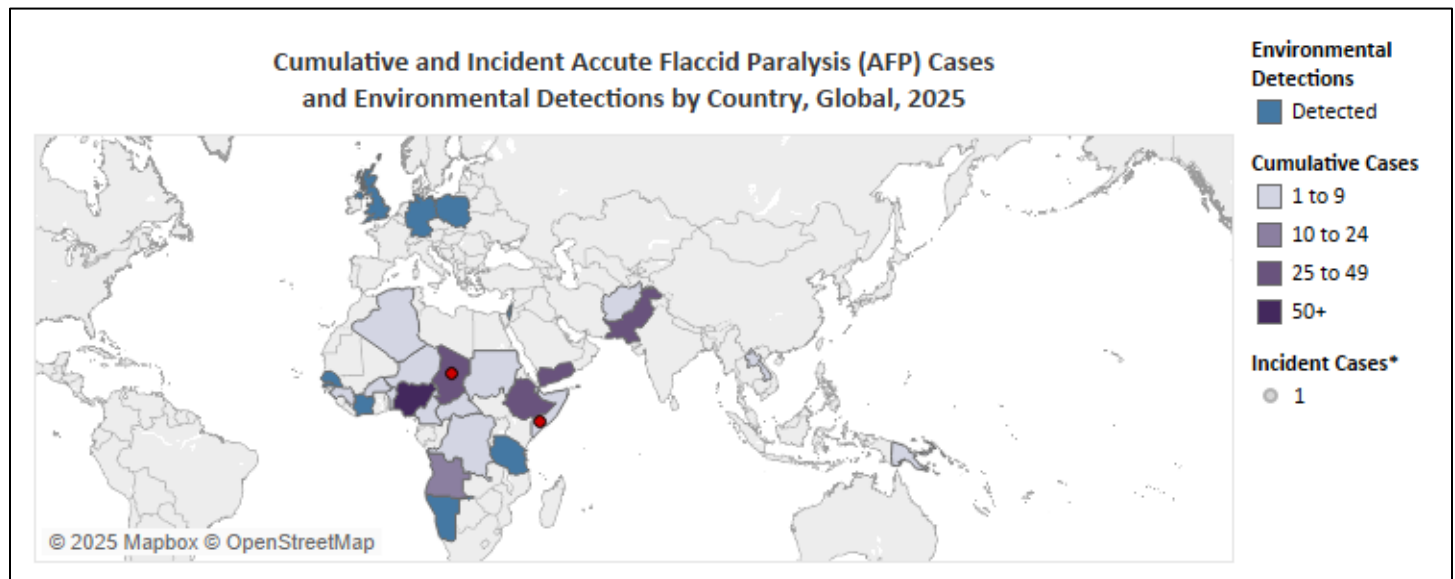 Cumulative and Incident Accute Flaccid Paralysis (AFP) Cases
and Environmental Detections by Country, Global, 2025
Environmental
Detections
Detected
Cumulative Cases
1 to 9
10 to 24
25 to 49
50+
Incident Cases*
1
© 2025 Mapbox © OpenStreetMap